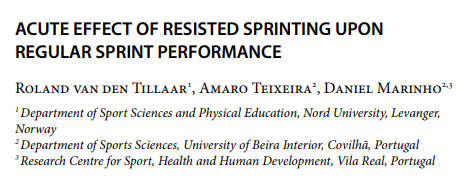 ACUTE EFFECT OF RESISTED SPRINTING UPON
REGULAR SPRINT PERFORMANCE
Roland van den Tillaar¹, Amaro Teixeira², Daniel Marinho²,³
¹ Department of Sport Sciences and Physical Education, Nord University, Levanger,
Norway
² Department of Sports Sciences, University of Beira Interior, Covilhã, Portugal
³ Research Centre for Sport, Health and Human Development, Vila Real, Portugal